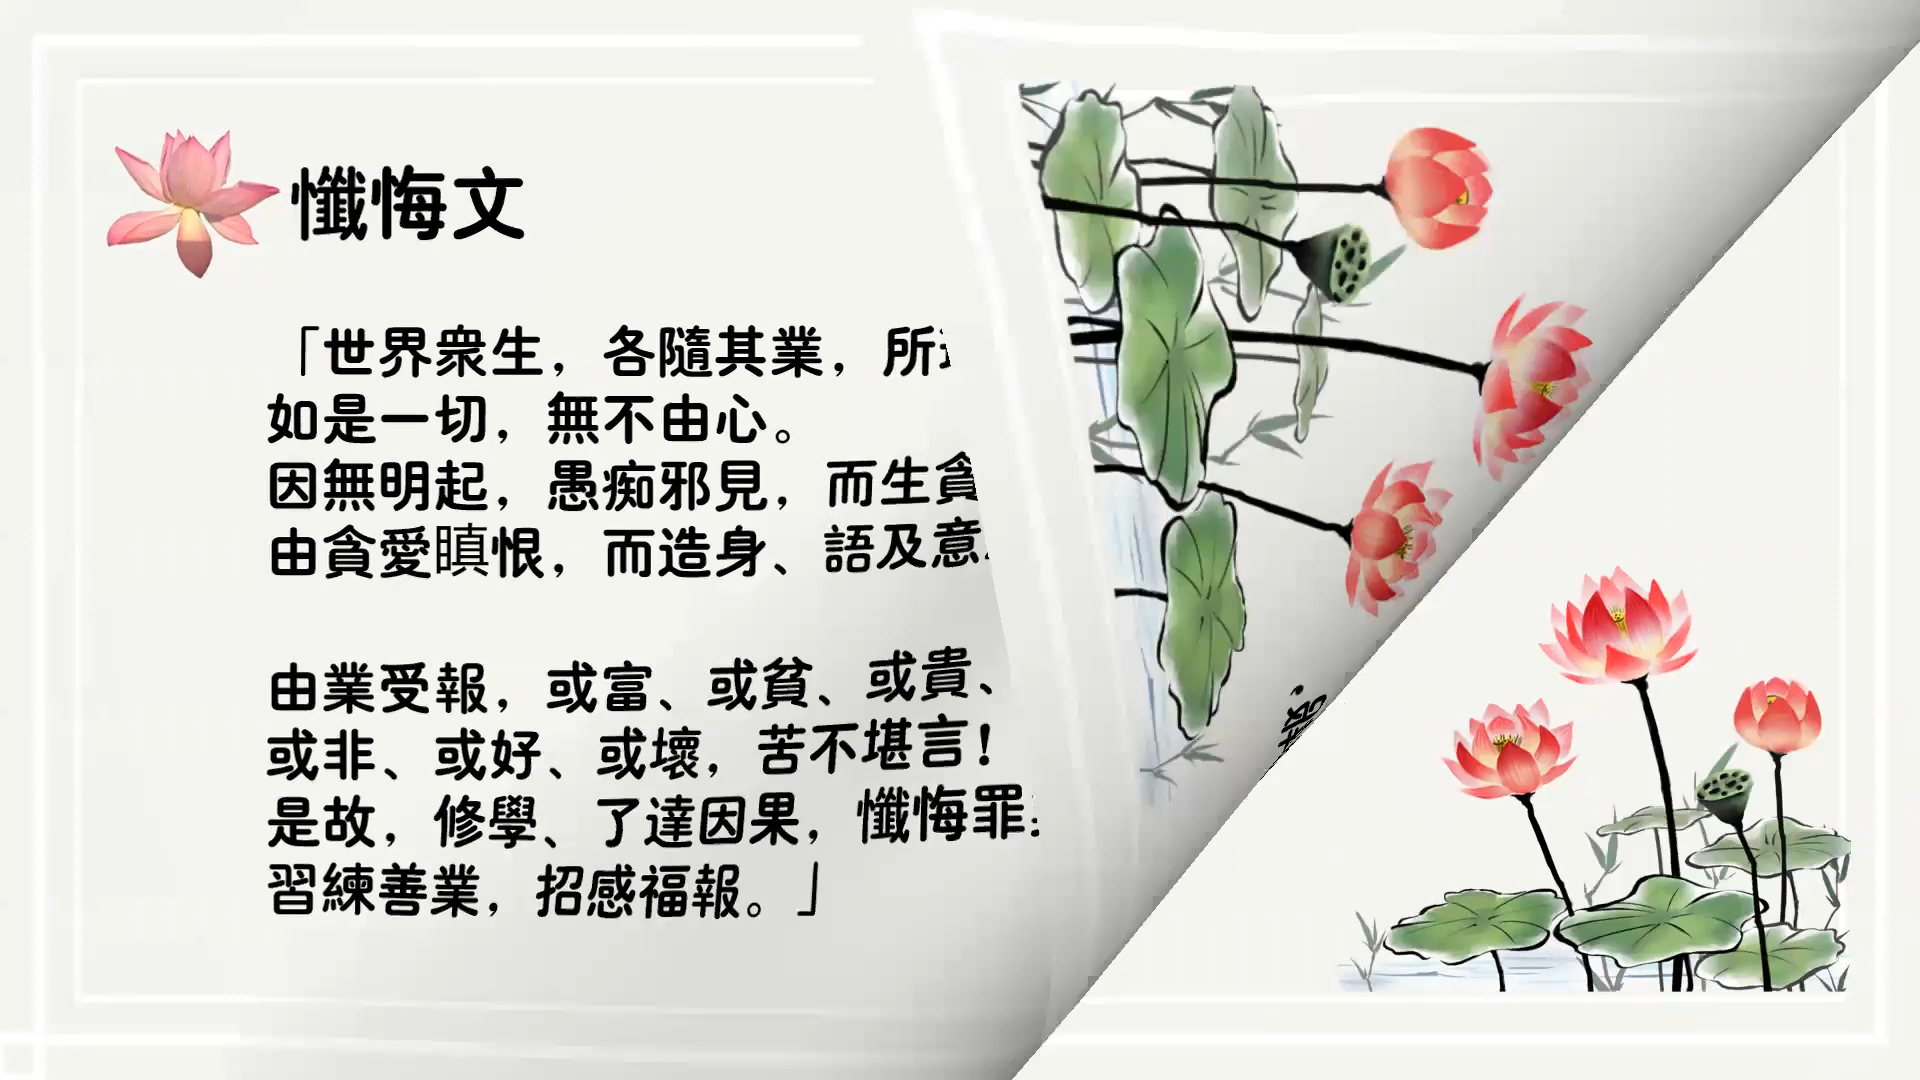 懺悔文
「世界衆生，各隨其業，所
如是一切，無不由心。
因無明起，愚痴邪見，而生貪
由貪愛瞋恨，而造身、語及意
由業受報，或富、或貧、或貴、
或非、或好、或壞，苦不堪言！
是故，修學、了達因果，懺悔罪
習練善業，招感福報。」